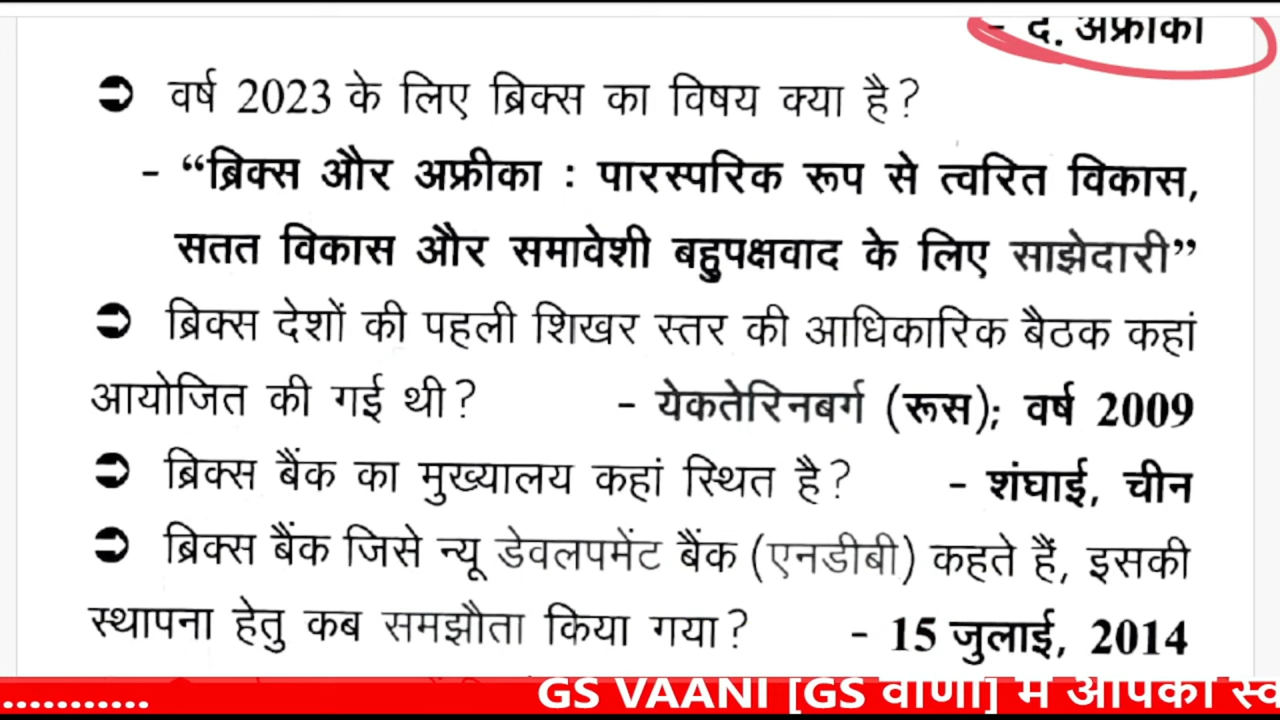 - द. अफ्रीका
➲ वर्ष 2023 के लिए ब्रिक्स का विषय क्या है?
- “ब्रिक्स और अफ्रीका : पारस्परिक रूप से त्वरित विकास,
सतत विकास और समावेशी बहुपक्षवाद के लिए साझेदारी”
➲ ब्रिक्स देशों की पहली शिखर स्तर की आधिकारिक बैठक कहां
आयोजित की गई थी? - येकतेरिनबर्ग (रूस); वर्ष 2009
➲ ब्रिक्स बैंक का मुख्यालय कहां स्थित है? - शंघाई, चीन
➲ ब्रिक्स बैंक जिसे न्यू डेवलपमेंट बैंक (एनडीबी) कहते हैं, इसकी
स्थापना हेतु कब समझौता किया गया? - 15 जुलाई, 2014
........... GS VAANI [GS वाणी] में आपका